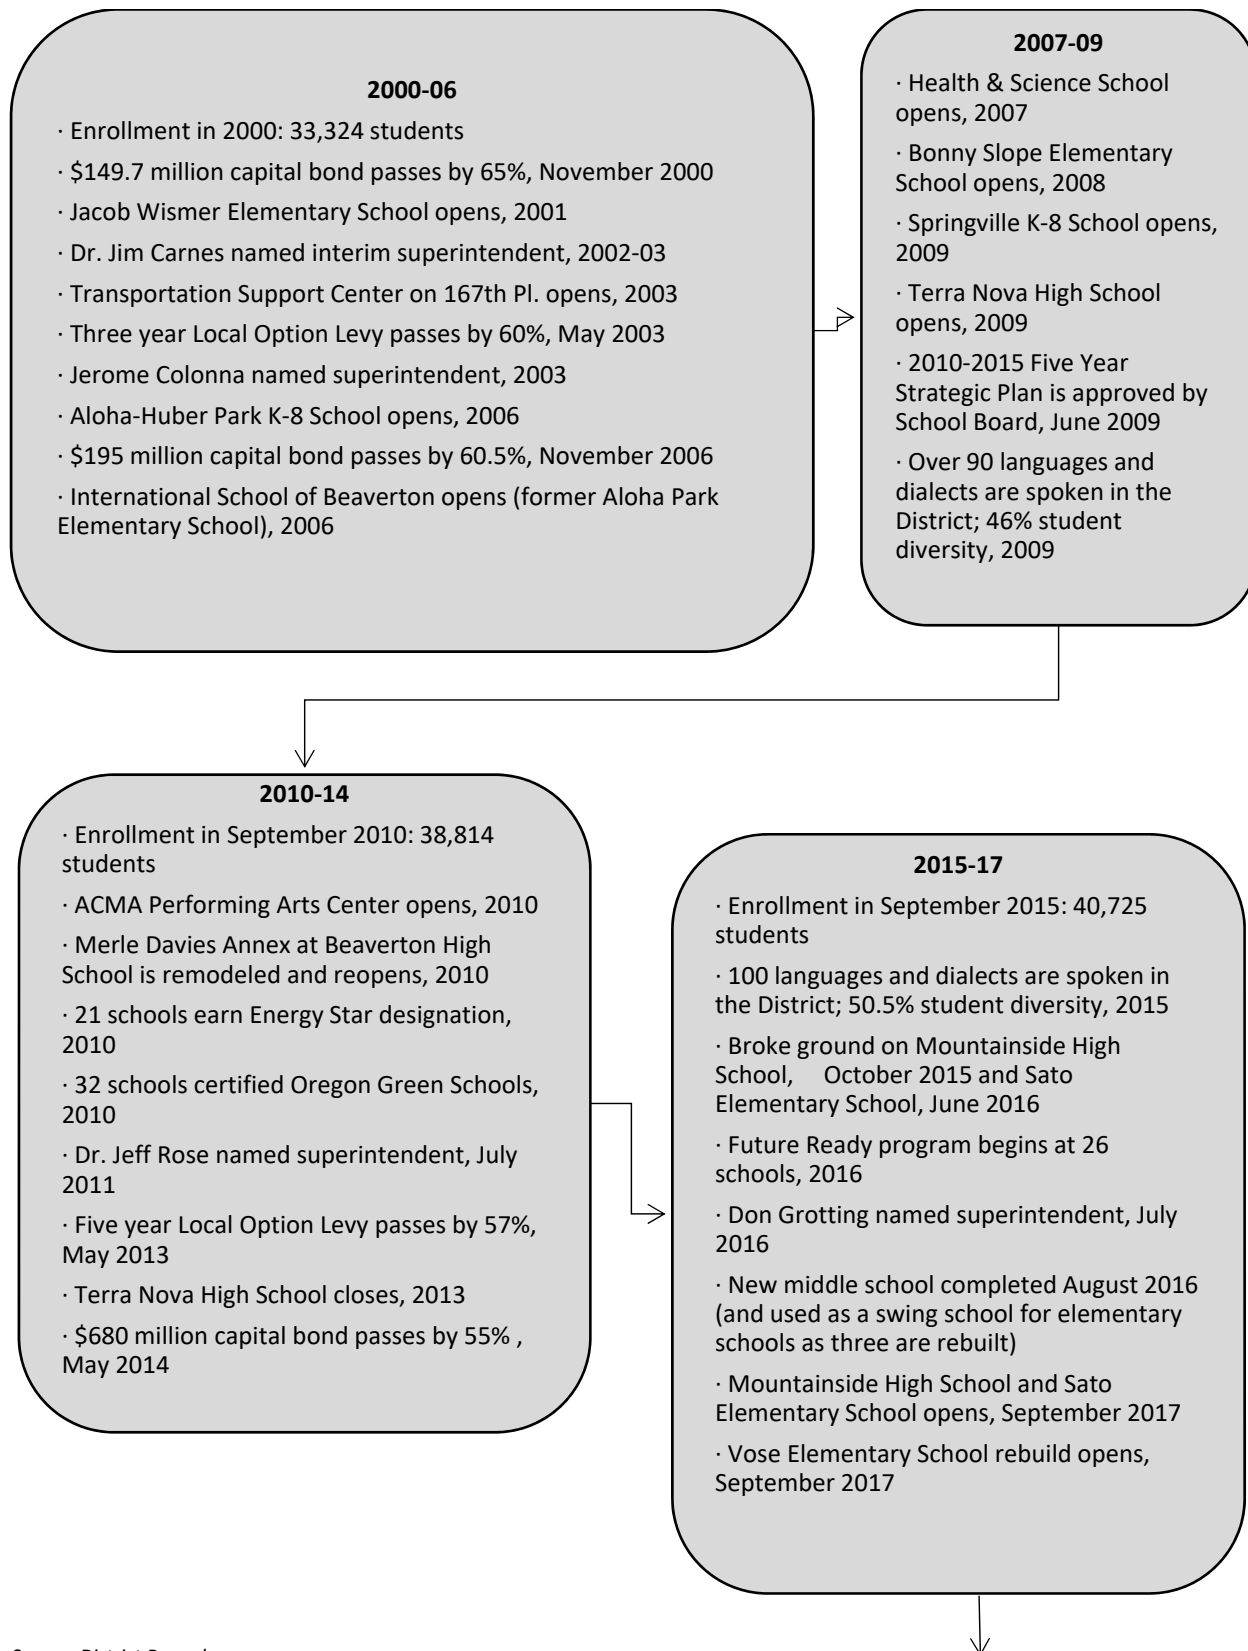 2000-06
· Enrollment in 2000: 33,324 students
· $149.7 million capital bond passes by 65%, November 2000
· Jacob Wismer Elementary School opens, 2001
· Dr. Jim Carnes named interim superintendent, 2002-03
· Transportation Support Center on 167th Pl. opens, 2003
· Three year Local Option Levy passes by 60%, May 2003
· Jerome Colonna named superintendent, 2003
· Aloha-Huber Park K-8 School opens, 2006
· $195 million capital bond passes by 60.5%, November 2006
· International School of Beaverton opens (former Aloha Park
Elementary School), 2006
2007-09
· Health & Science School
opens, 2007
· Bonny Slope Elementary
School opens, 2008
· Springville K-8 School opens,
2009
· Terra Nova High School
opens, 2009
· 2010-2015 Five Year
Strategic Plan is approved by
School Board, June 2009
· Over 90 languages and
dialects are spoken in the
District; 46% student
diversity, 2009
2010-14
· Enrollment in September 2010: 38,814
students
· ACMA Performing Arts Center opens, 2010
· Merle Davies Annex at Beaverton High
School is remodeled and reopens, 2010
· 21 schools earn Energy Star designation,
2010
· 32 schools certified Oregon Green Schools,
2010
· Dr. Jeff Rose named superintendent, July
2011
· Five year Local Option Levy passes by 57%,
May 2013
· Terra Nova High School closes, 2013
· $680 million capital bond passes by 55% ,
May 2014
2015-17
· Enrollment in September 2015: 40,725
students
· 100 languages and dialects are spoken in
the District; 50.5% student diversity, 2015
· Broke ground on Mountainside High
School,    October 2015 and Sato
Elementary School, June 2016
· Future Ready program begins at 26
schools, 2016
· Don Grotting named superintendent, July
2016
· New middle school completed August 2016
(and used as a swing school for elementary
schools as three are rebuilt)
· Mountainside High School and Sato
Elementary School opens, September 2017
· Vose Elementary School rebuild opens,
September 2017